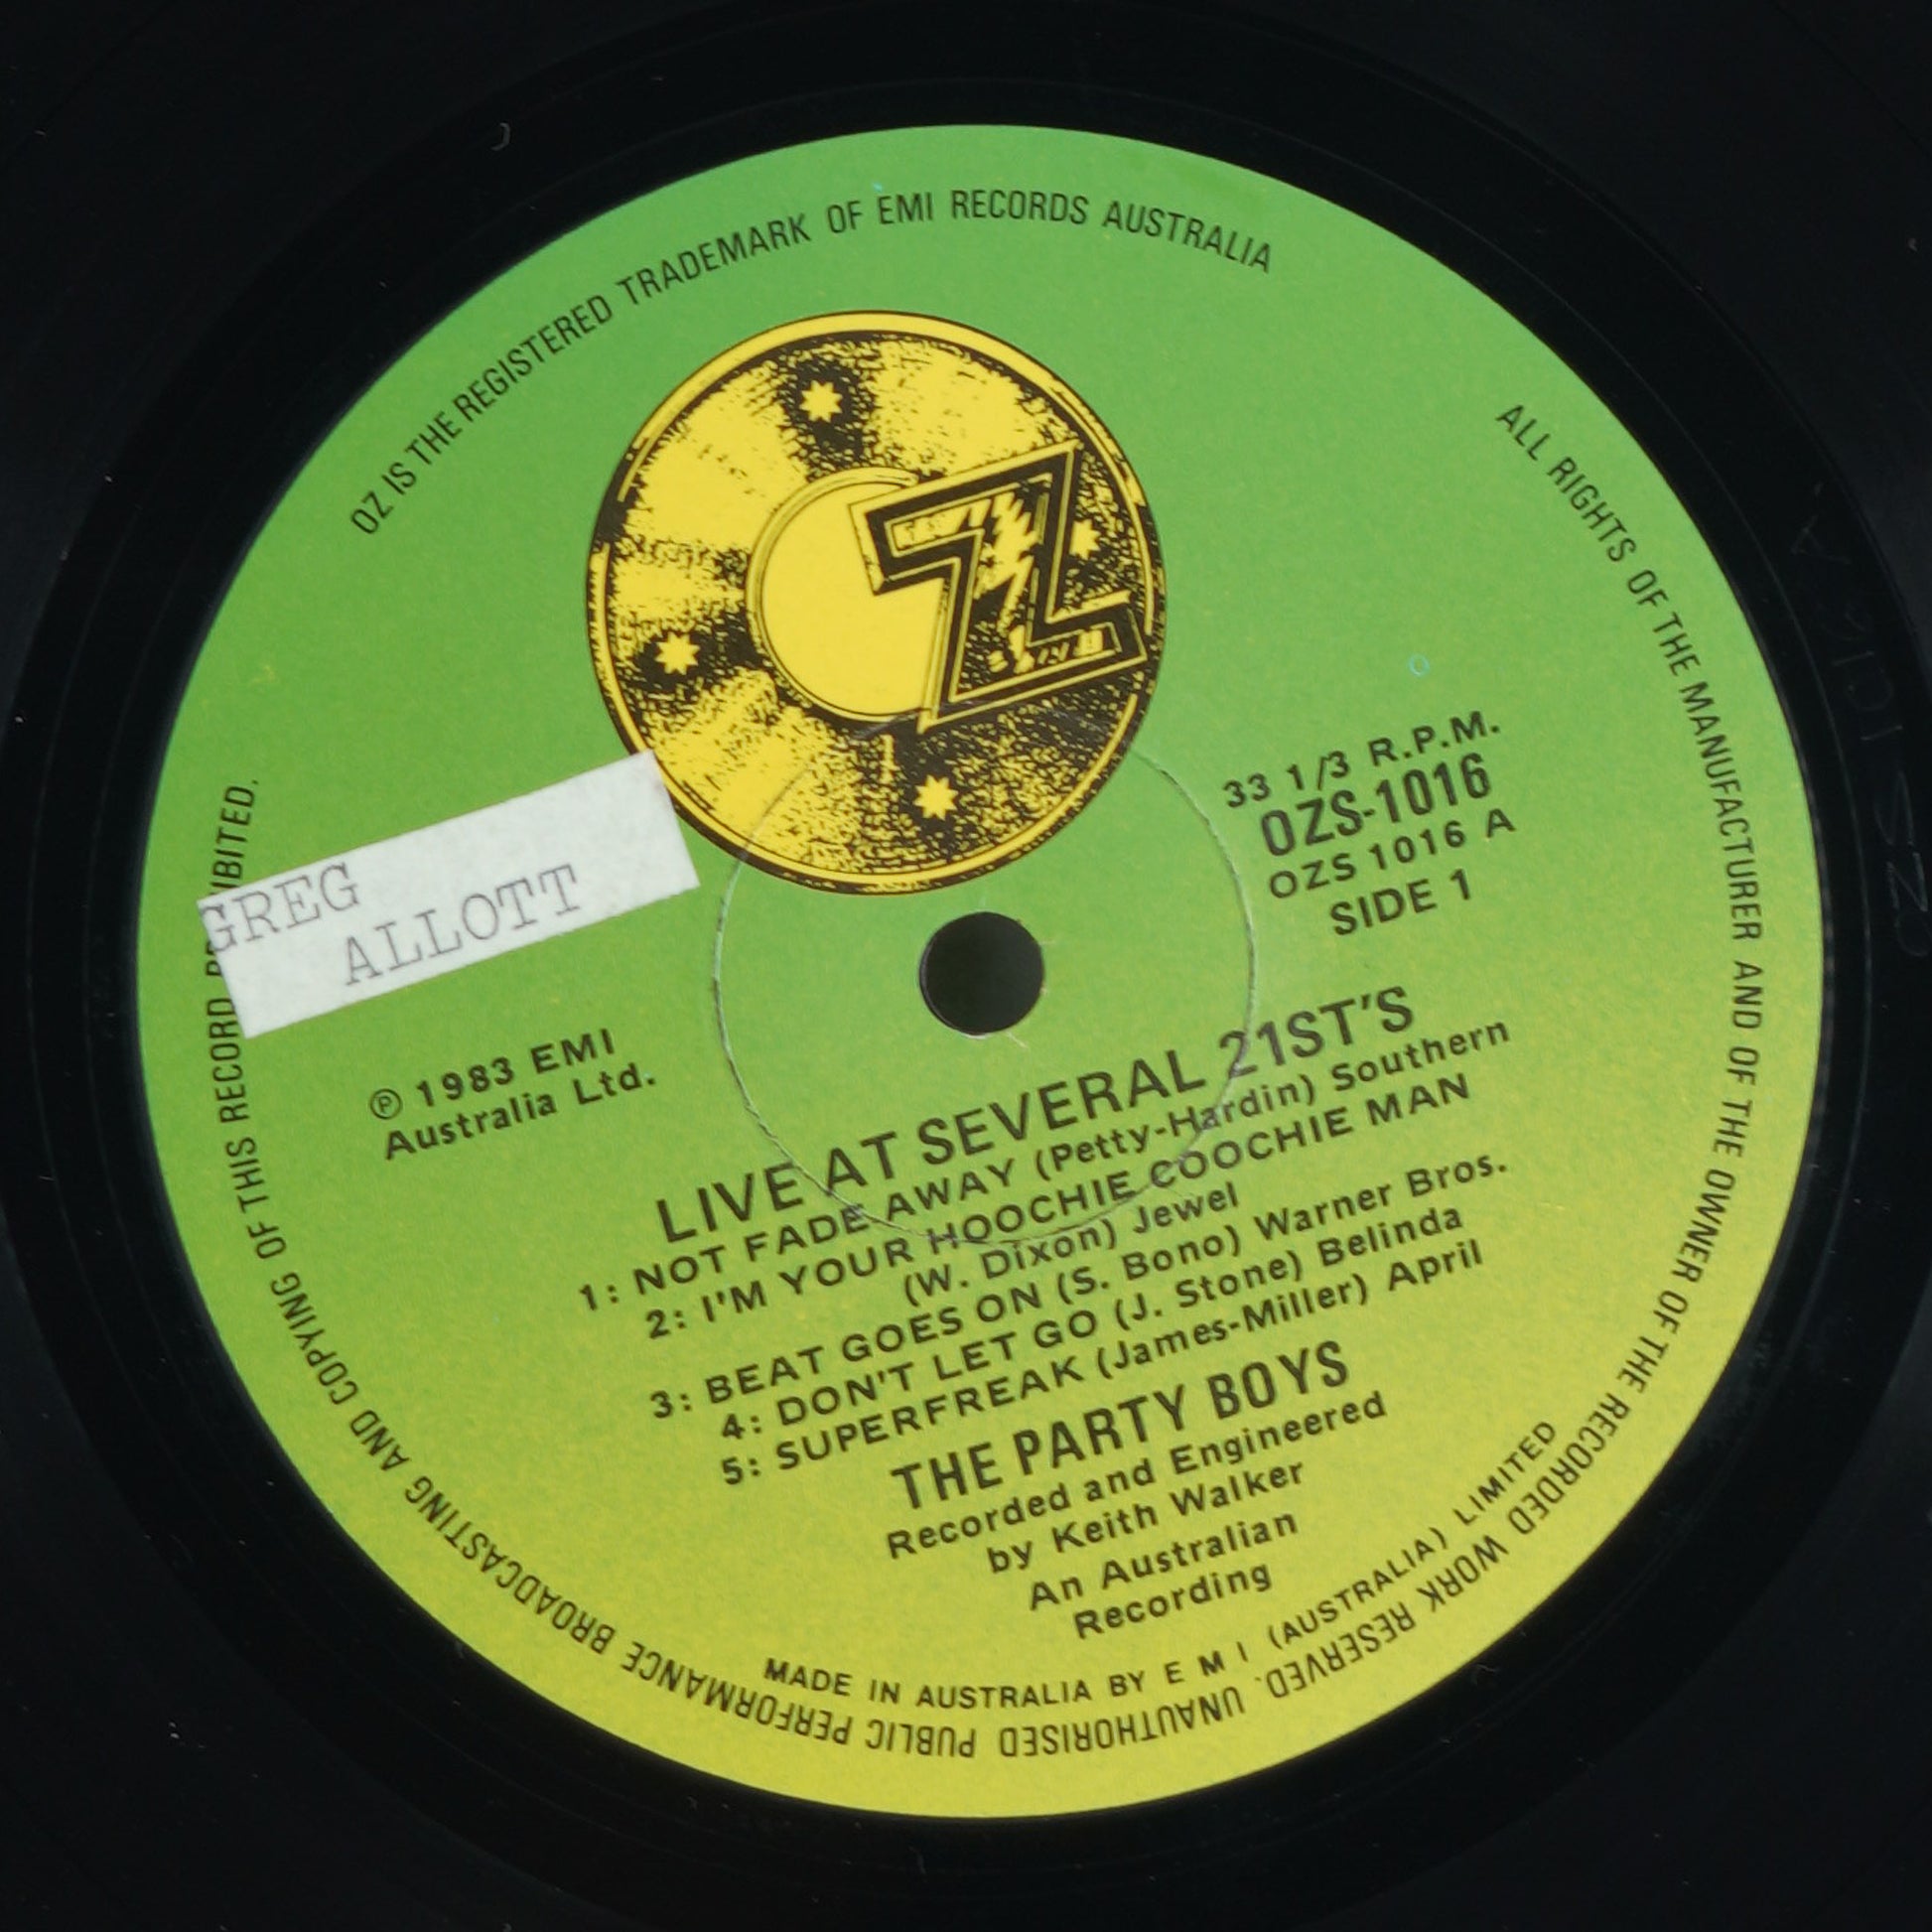 OZ IS THE REGISTERED TRADEMARK OF EMI RECORDS AUSTRALIA
ALL RIGHTS OF THE MANUFACTURER AND OF THE OWNER OF THE RECORDED WORK RESERVED. UNAUTHORISED PUBLIC PERFORMANCE BROADCASTING AND COPYING OF THIS RECORD PROHIBITED.
OZ
33 1/3 R.P.M.
OZS-1016
OZS 1016 A
SIDE 1
GREG
ALLOTT
℗ 1983 EMI
Australia Ltd.
LIVE AT SEVERAL 21ST'S
1: NOT FADE AWAY (Petty-Hardin) Southern
2: I'M YOUR HOOCHIE COOCHIE MAN
(W. Dixon) Jewel
3: BEAT GOES ON (S. Bono) Warner Bros.
4: DON'T LET GO (J. Stone) Belinda
5: SUPERFREAK (James-Miller) April
THE PARTY BOYS
Recorded and Engineered
by Keith Walker
An Australian
Recording
MADE IN AUSTRALIA BY E M I (AUSTRALIA) LIMITED